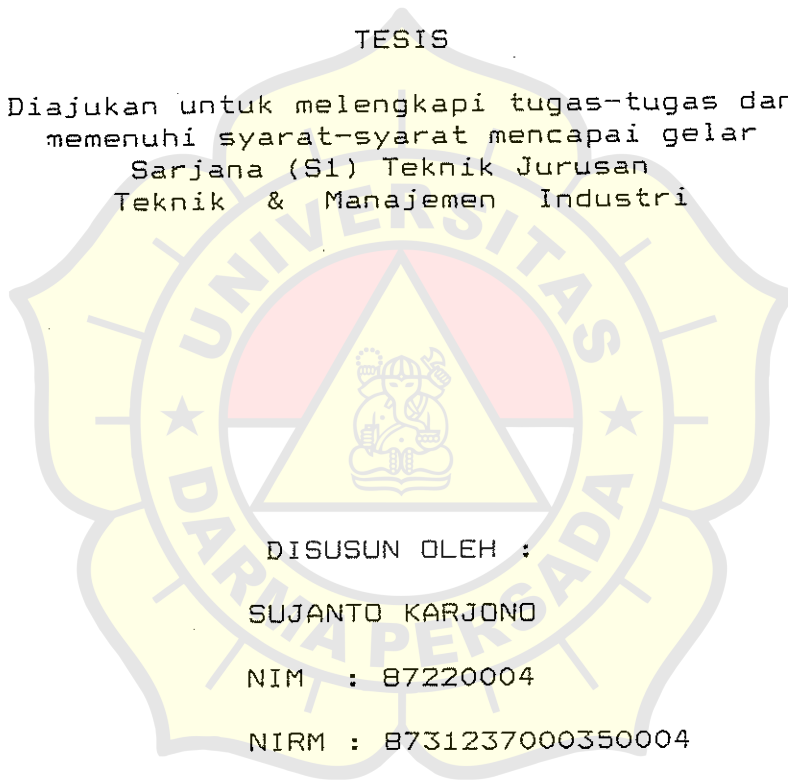 TESIS
Diajukan untuk melengkapi tugas-tugas dan
memenuhi syarat-syarat mencapai gelar
Sarjana (S1) Teknik Jurusan
Teknik & Manajemen Industri
UNIVERSITAS
DARMA PERSADA
DISUSUN OLEH :
SUJANTO KARJONO
NIM : 87220004
NIRM : 8731237000350004